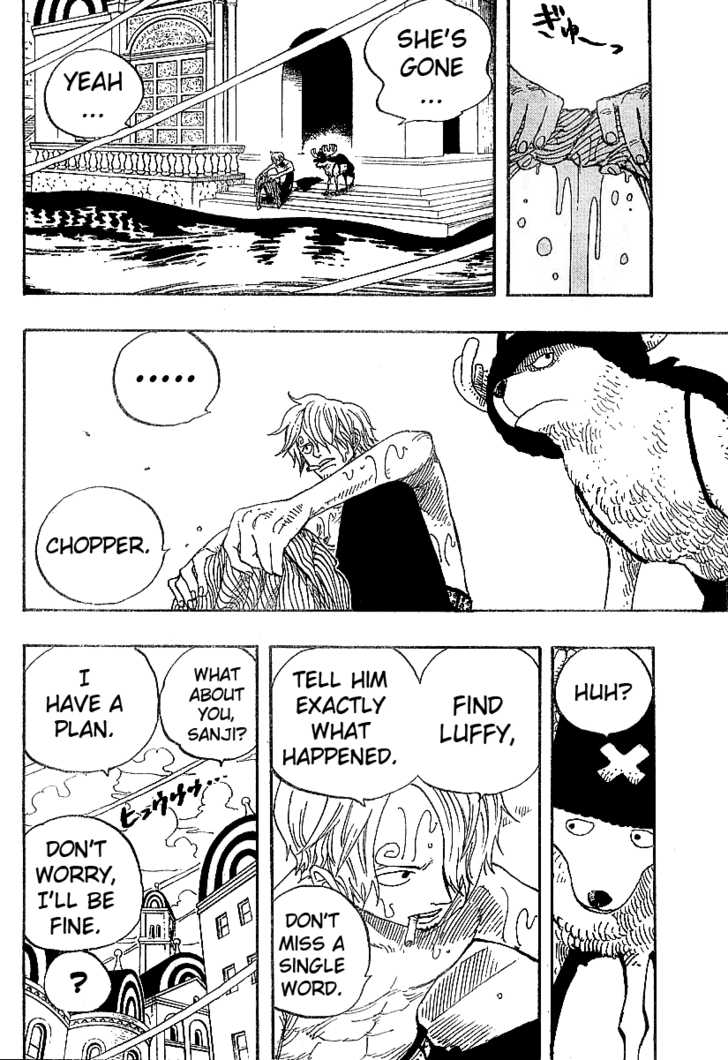 ぎゅーっ
SHE'S
GONE
...
YEAH
...
.....
CHOPPER.
HUH?
FIND
LUFFY,
TELL HIM
EXACTLY
WHAT
HAPPENED.
DON'T
MISS A
SINGLE
WORD.
WHAT
ABOUT
YOU,
SANJI?
I
HAVE A
PLAN.
ヒュウウウ...
DON'T
WORRY,
I'LL BE
FINE.
?